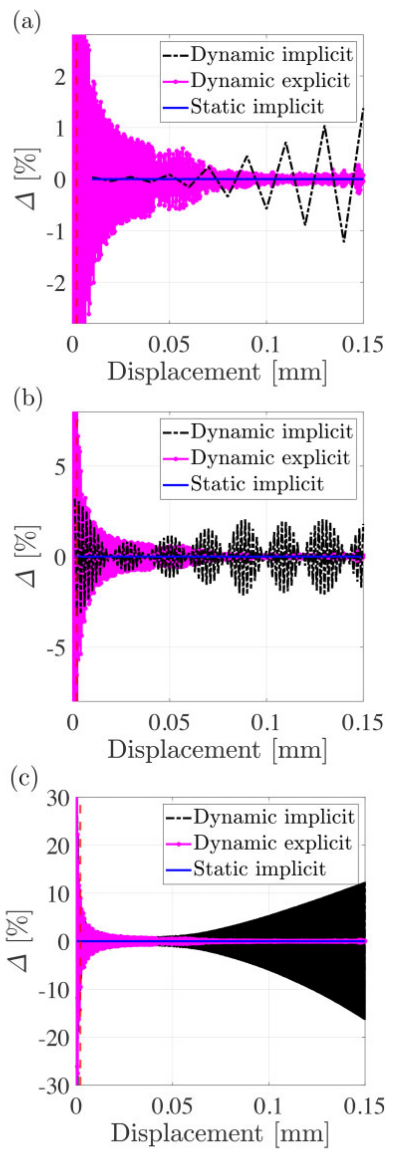 (a)
Dynamic implicit
Dynamic explicit
Static implicit
2
1
0
-1
-2
Δ [%]
0 0.05 0.1 0.15
Displacement [mm]
(b)
Dynamic implicit
Dynamic explicit
Static implicit
5
0
-5
Δ [%]
0 0.05 0.1 0.15
Displacement [mm]
(c)
Dynamic implicit
Dynamic explicit
Static implicit
30
20
10
0
-10
-20
-30
Δ [%]
0 0.05 0.1 0.15
Displacement [mm]